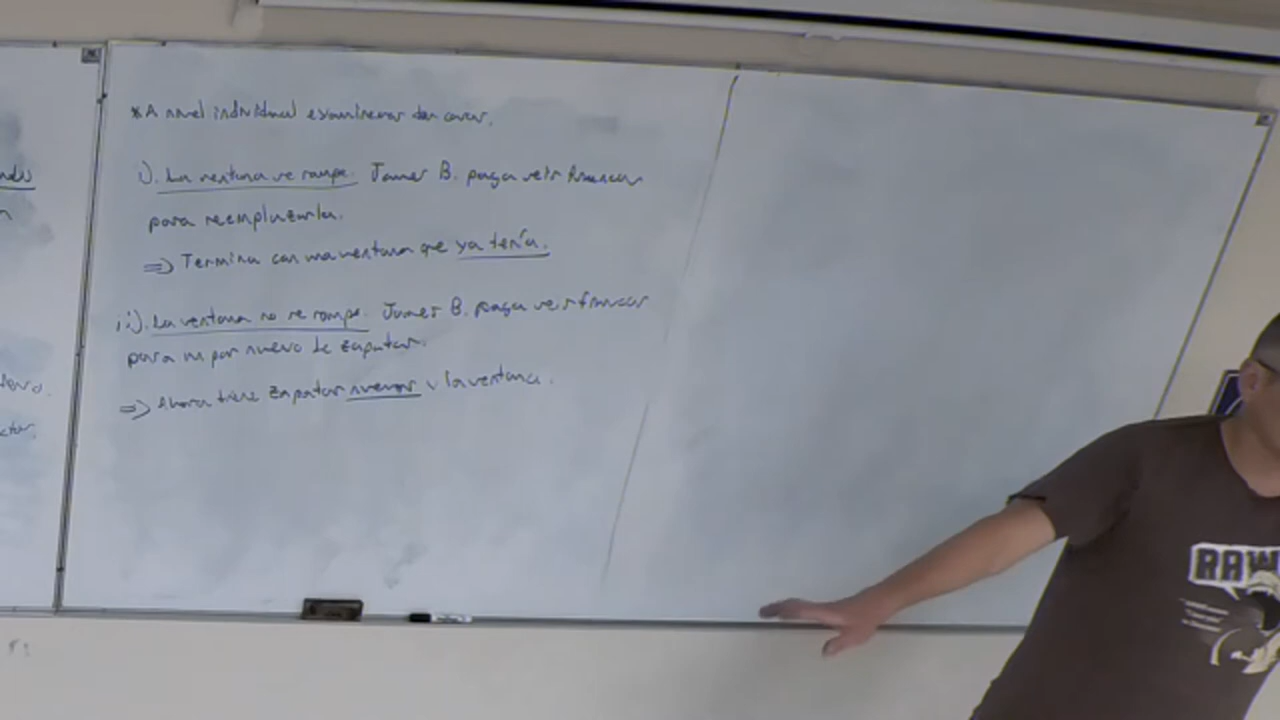 * A nivel individual examinemos dos casos.
i). La ventana se rompe. James B. paga seis francos
para reemplazarla.
=> Termina con una ventana que ya tenía.
ii). La ventana no se rompe. James B. paga seis francos
para un par nuevo de zapatos.
=> Ahora tiene zapatos nuevos y la ventana.
RAW